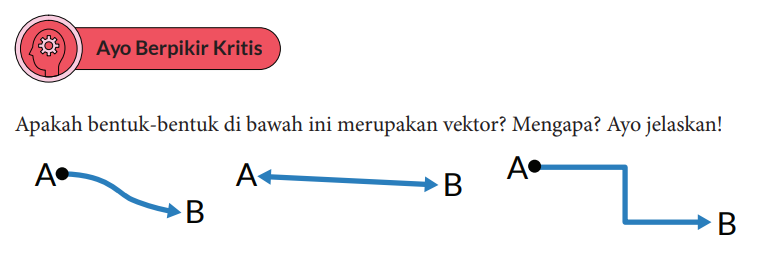 Ayo Berpikir Kritis
Apakah bentuk-bentuk di bawah ini merupakan vektor? Mengapa? Ayo jelaskan!
A
B
A
B
A
B